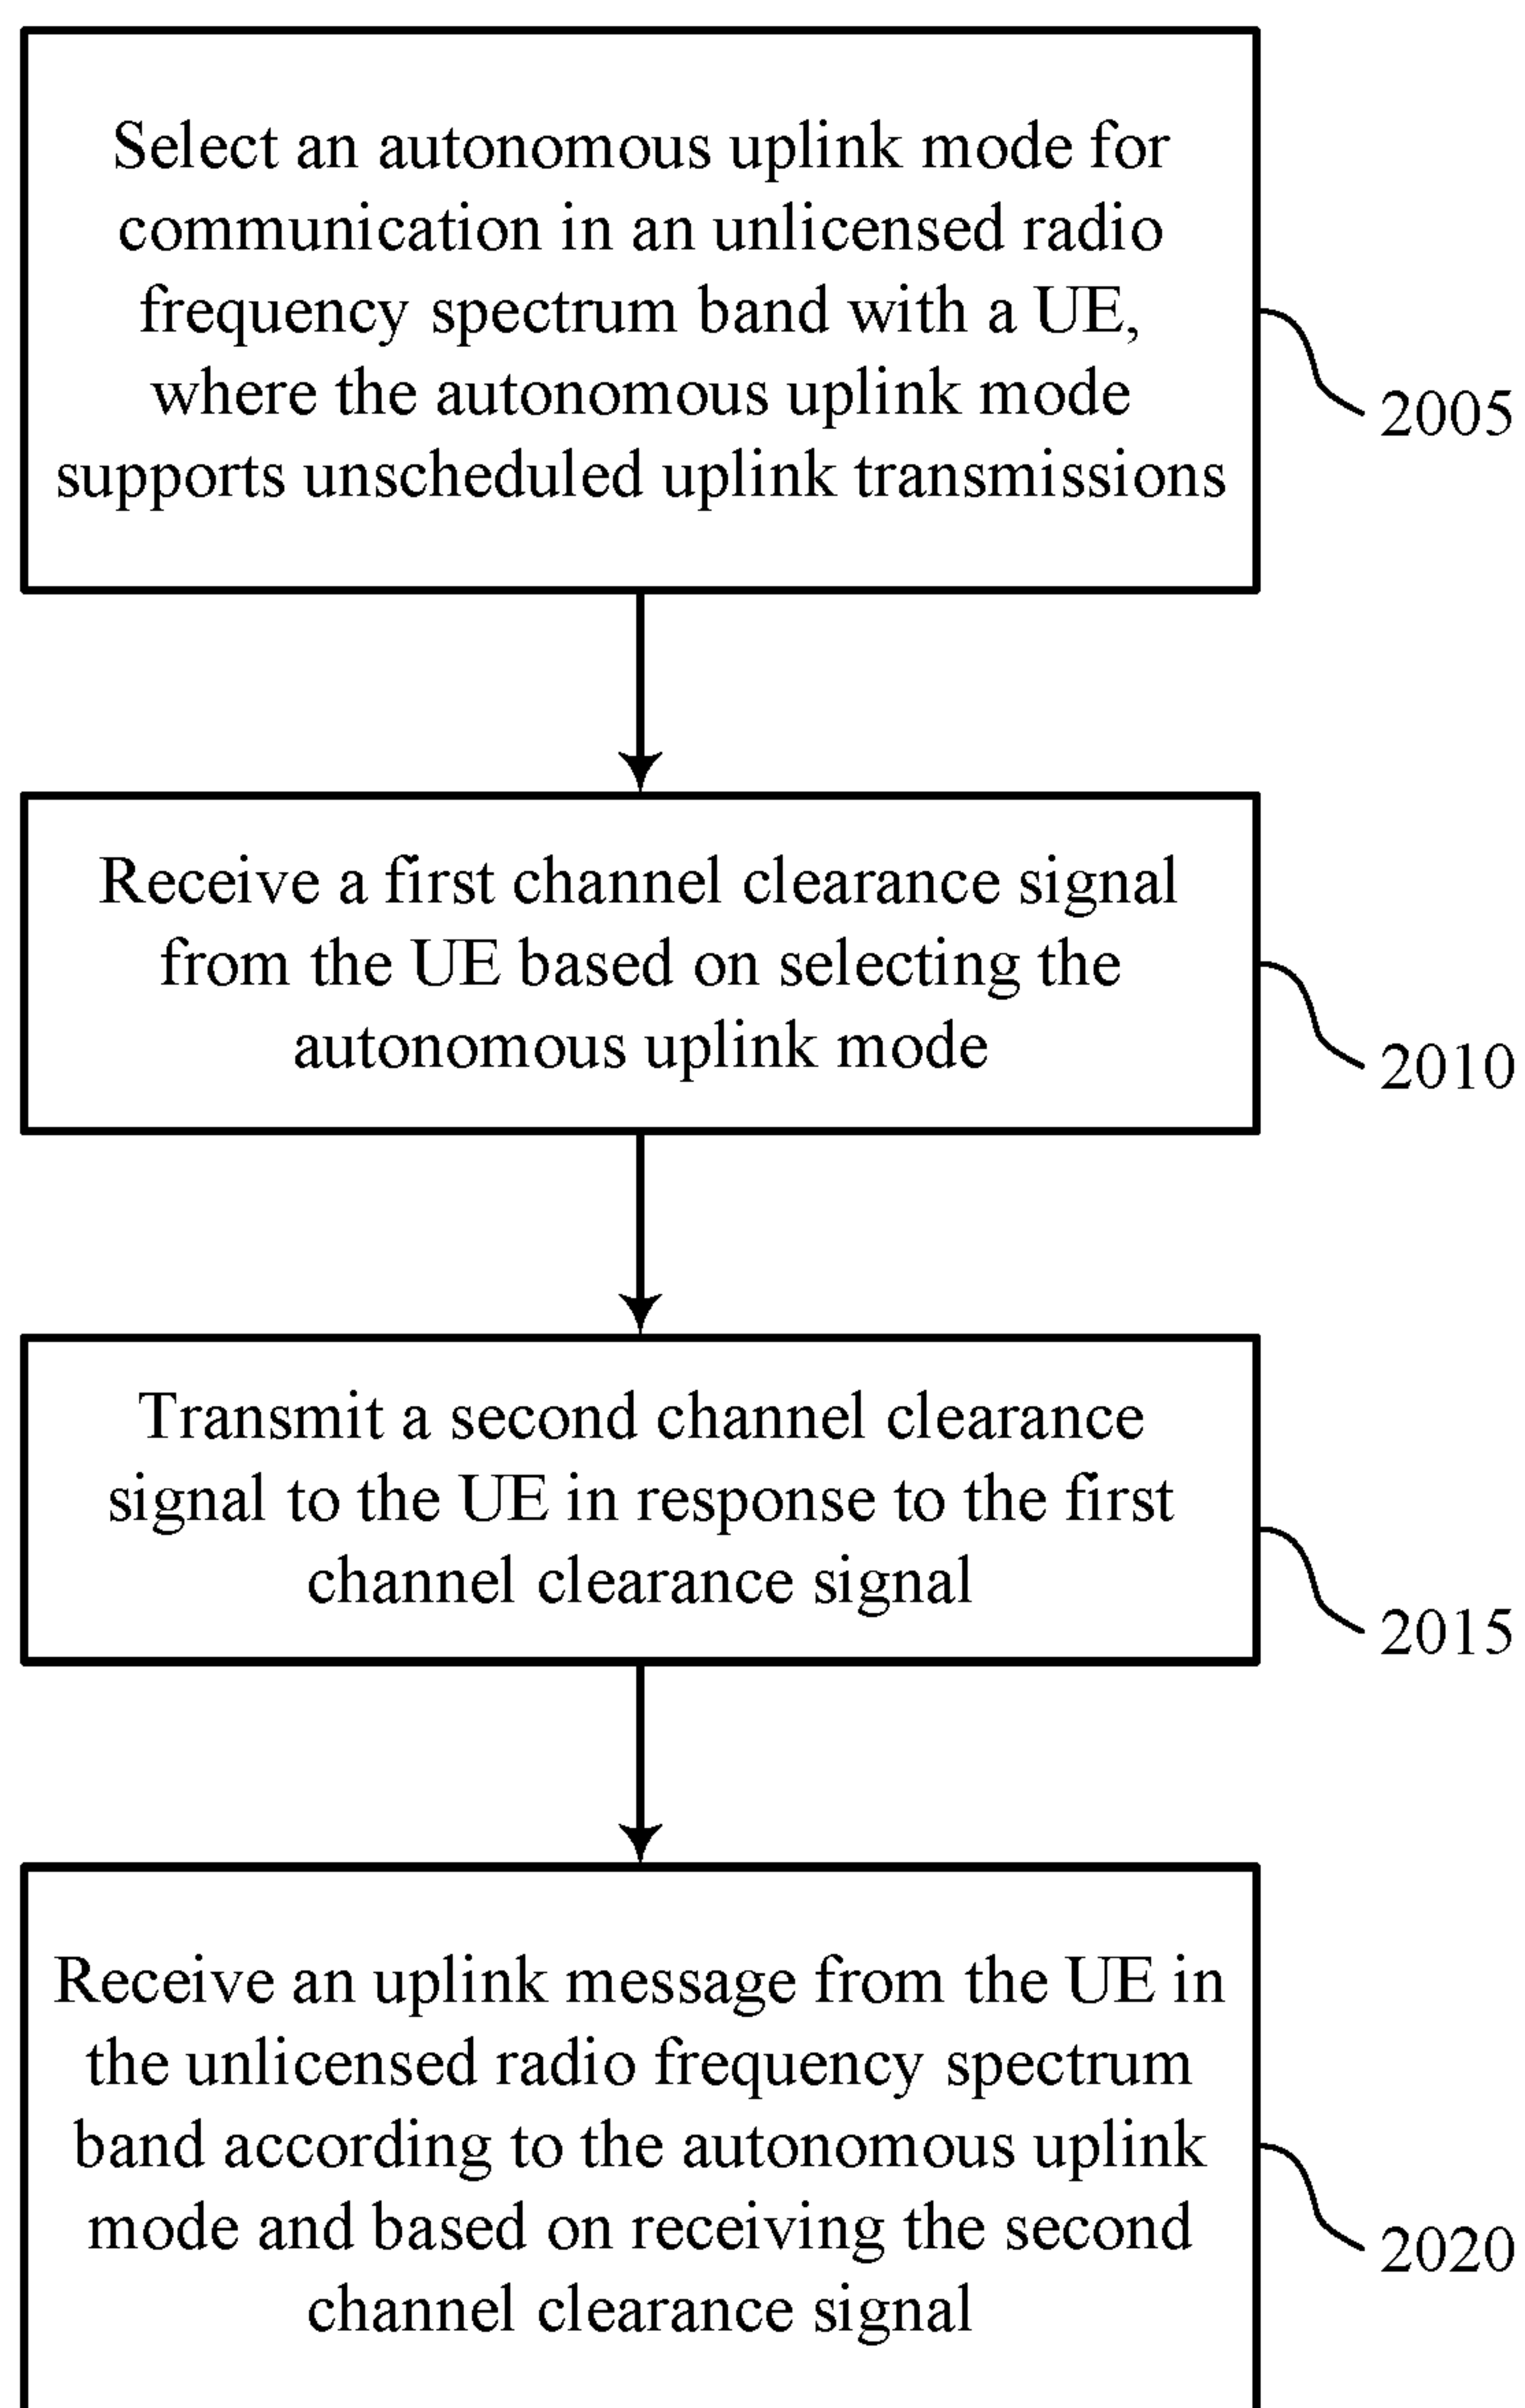 Select an autonomous uplink mode for
communication in an unlicensed radio
frequency spectrum band with a UE,
where the autonomous uplink mode
supports unscheduled uplink transmissions
2005
Receive a first channel clearance signal
from the UE based on selecting the
autonomous uplink mode
2010
Transmit a second channel clearance
signal to the UE in response to the first
channel clearance signal
2015
Receive an uplink message from the UE in
the unlicensed radio frequency spectrum
band according to the autonomous uplink
mode and based on receiving the second
channel clearance signal
2020